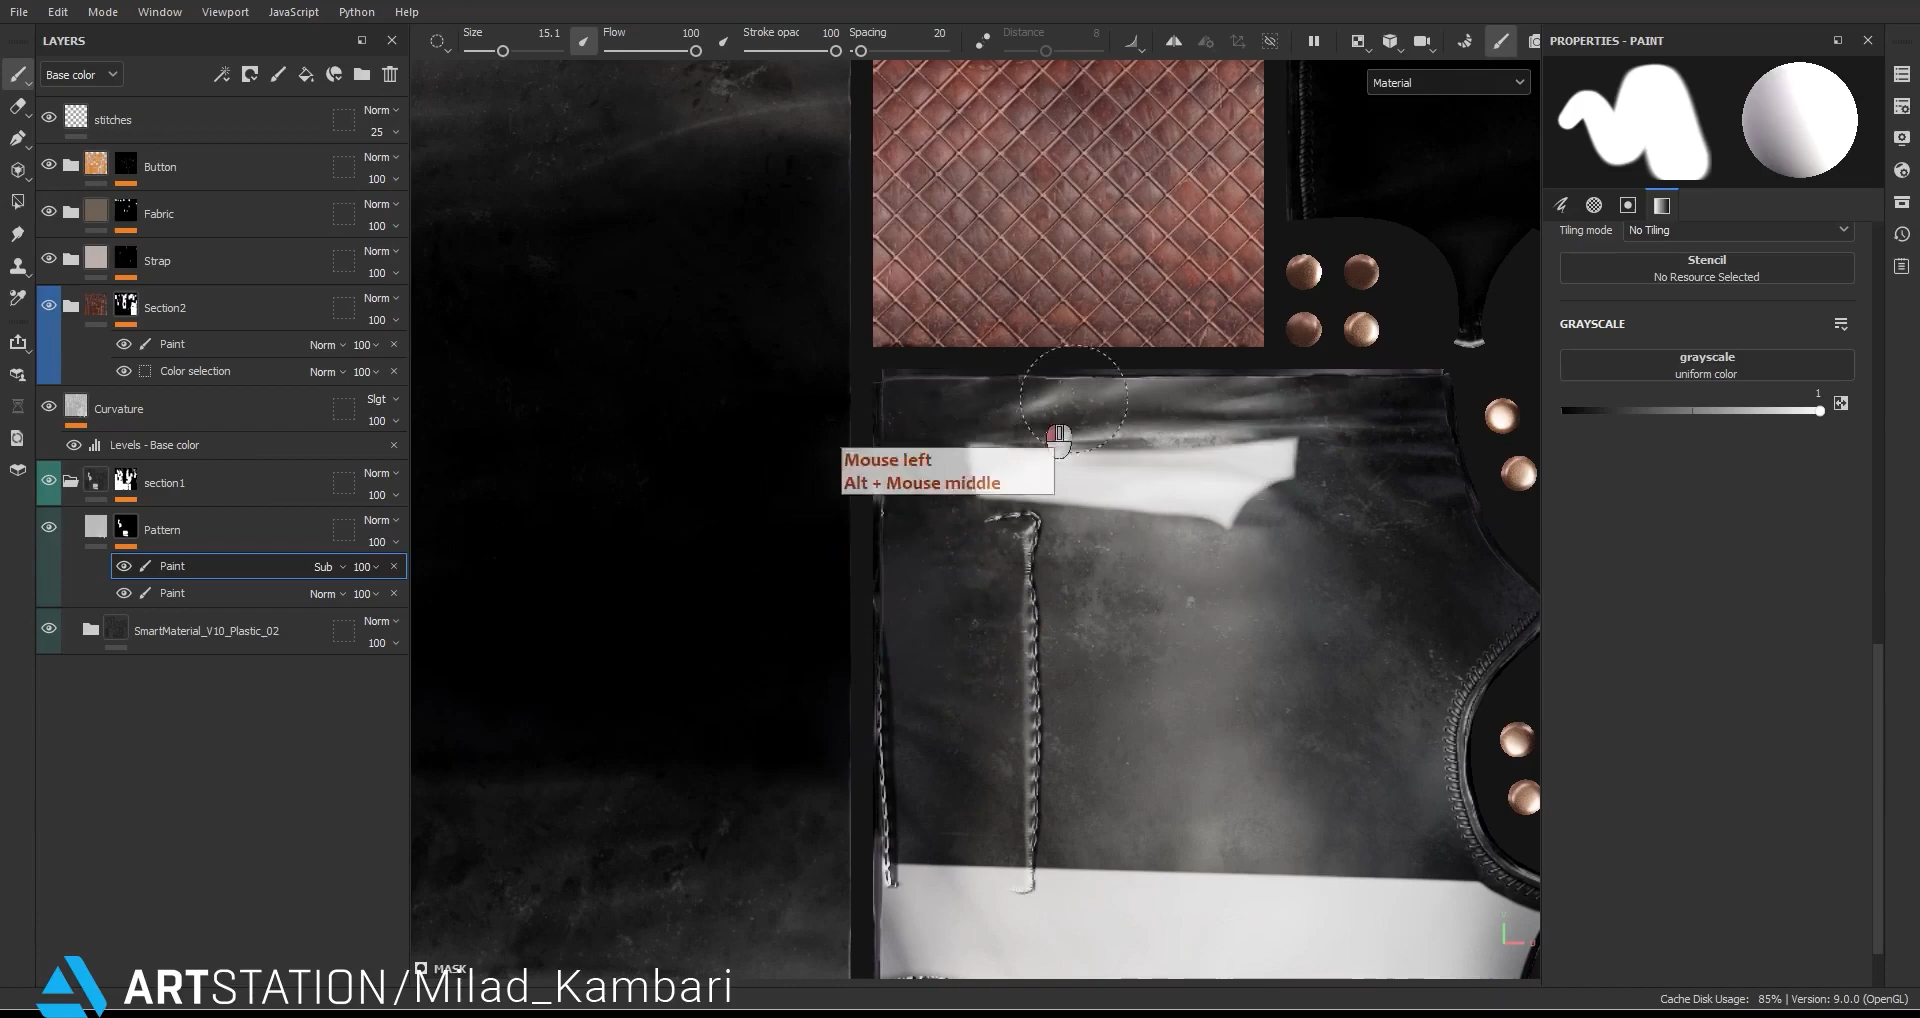 File Edit Mode Window Viewport JavaScript Python Help
LAYERS
Size 15.1 Flow 100 Stroke opac 100 Spacing 20 Distance 8
PROPERTIES - PAINT
Base color
Material
stitches Norm 25
Button Norm 100
Fabric Norm 100
Strap Norm 100
Section2 Norm 100
Paint Norm 100
Color selection Norm 100
Curvature Slgt 100
Levels - Base color
section1 Norm 100
Pattern Norm 100
Paint Sub 100
Paint Norm 100
SmartMaterial_V10_Plastic_02 Norm 100
Tiling mode No Tiling
Stencil
No Resource Selected
GRAYSCALE
grayscale
uniform color
1
Mouse left
Alt + Mouse middle
MASK
ARTSTATION/Milad_Kambari
Cache Disk Usage: 85% | Version: 9.0.0 (OpenGL)